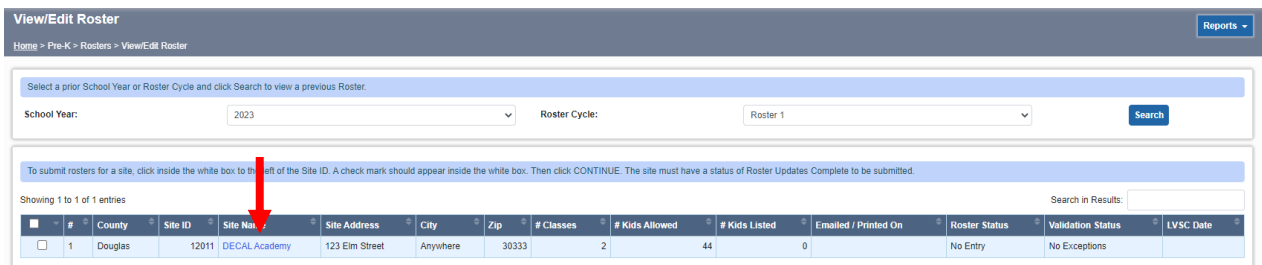 View/Edit Roster
Reports
Home > Pre-K > Rosters > View/Edit Roster
Select a prior School Year or Roster Cycle and click Search to view a previous Roster.
School Year: 2023 Roster Cycle: Roster 1 Search
To submit rosters for a site, click inside the white box to the left of the Site ID. A check mark should appear inside the white box. Then click CONTINUE. The site must have a status of Roster Updates Complete to be submitted.
Showing 1 to 1 of 1 entries Search in Results:
# County Site ID Site Name Site Address City Zip # Classes # Kids Allowed # Kids Listed Emailed / Printed On Roster Status Validation Status LVSC Date
1 Douglas 12011 DECAL Academy 123 Elm Street Anywhere 30333 2 44 0 No Entry No Exceptions